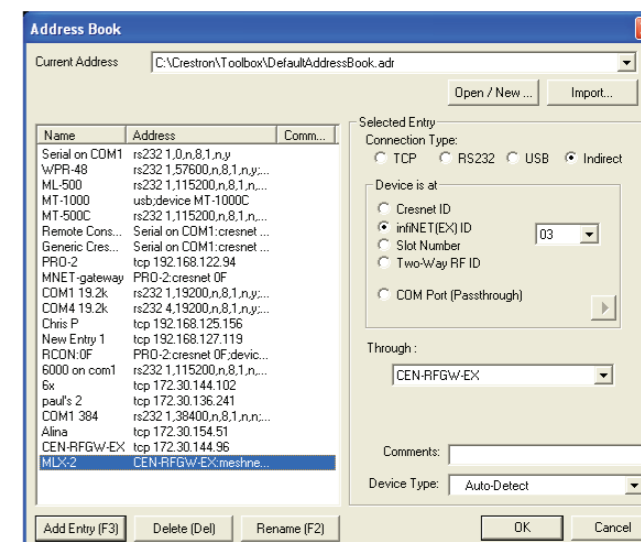 Address Book
Current Address C:\Crestron\Toolbox\DefaultAddressBook.adr
Open / New ... Import...
Name Address Comm...
Serial on COM1 rs232 1,0,n,8,1,n,y
WPR-48 rs232 1,57600,n,8,1,n,y;...
ML-500 rs232 1,115200,n,8,1,n,...
MT-1000 usb;device MT-1000C
MT-500C rs232 1,115200,n,8,1,n,...
Remote Cons... Serial on COM1:cresnet ...
Generic Cres... Serial on COM1:cresnet ...
PRO-2 tcp 192.168.122.94
MNET-gateway PRO-2:cresnet 0F
COM1 19.2k rs232 1,19200,n,8,1,n,y;...
COM4 19.2k rs232 4,19200,n,8,1,n,y;...
Chris P tcp 192.168.125.156
New Entry 1 tcp 192.168.127.119
RCON:0F PRO-2:cresnet 0F;devic...
6000 on com1 rs232 1,115200,n,8,1,n,...
6x tcp 172.30.144.102
paul's 2 tcp 172.30.136.241
COM1 384 rs232 1,38400,n,8,1,n,n;...
Alina tcp 172.30.154.51
CEN-RFGW-EX tcp 172.30.144.96
MLX-2 CEN-RFGW-EX:meshne...
Add Entry (F3) Delete (Del) Rename (F2)
Selected Entry
Connection Type:
TCP RS232 USB Indirect
Device is at
Cresnet ID
infiNET(EX) ID 03
Slot Number
Two-Way RF ID
COM Port (Passthrough)
Through :
CEN-RFGW-EX
Comments:
Device Type: Auto-Detect
OK Cancel